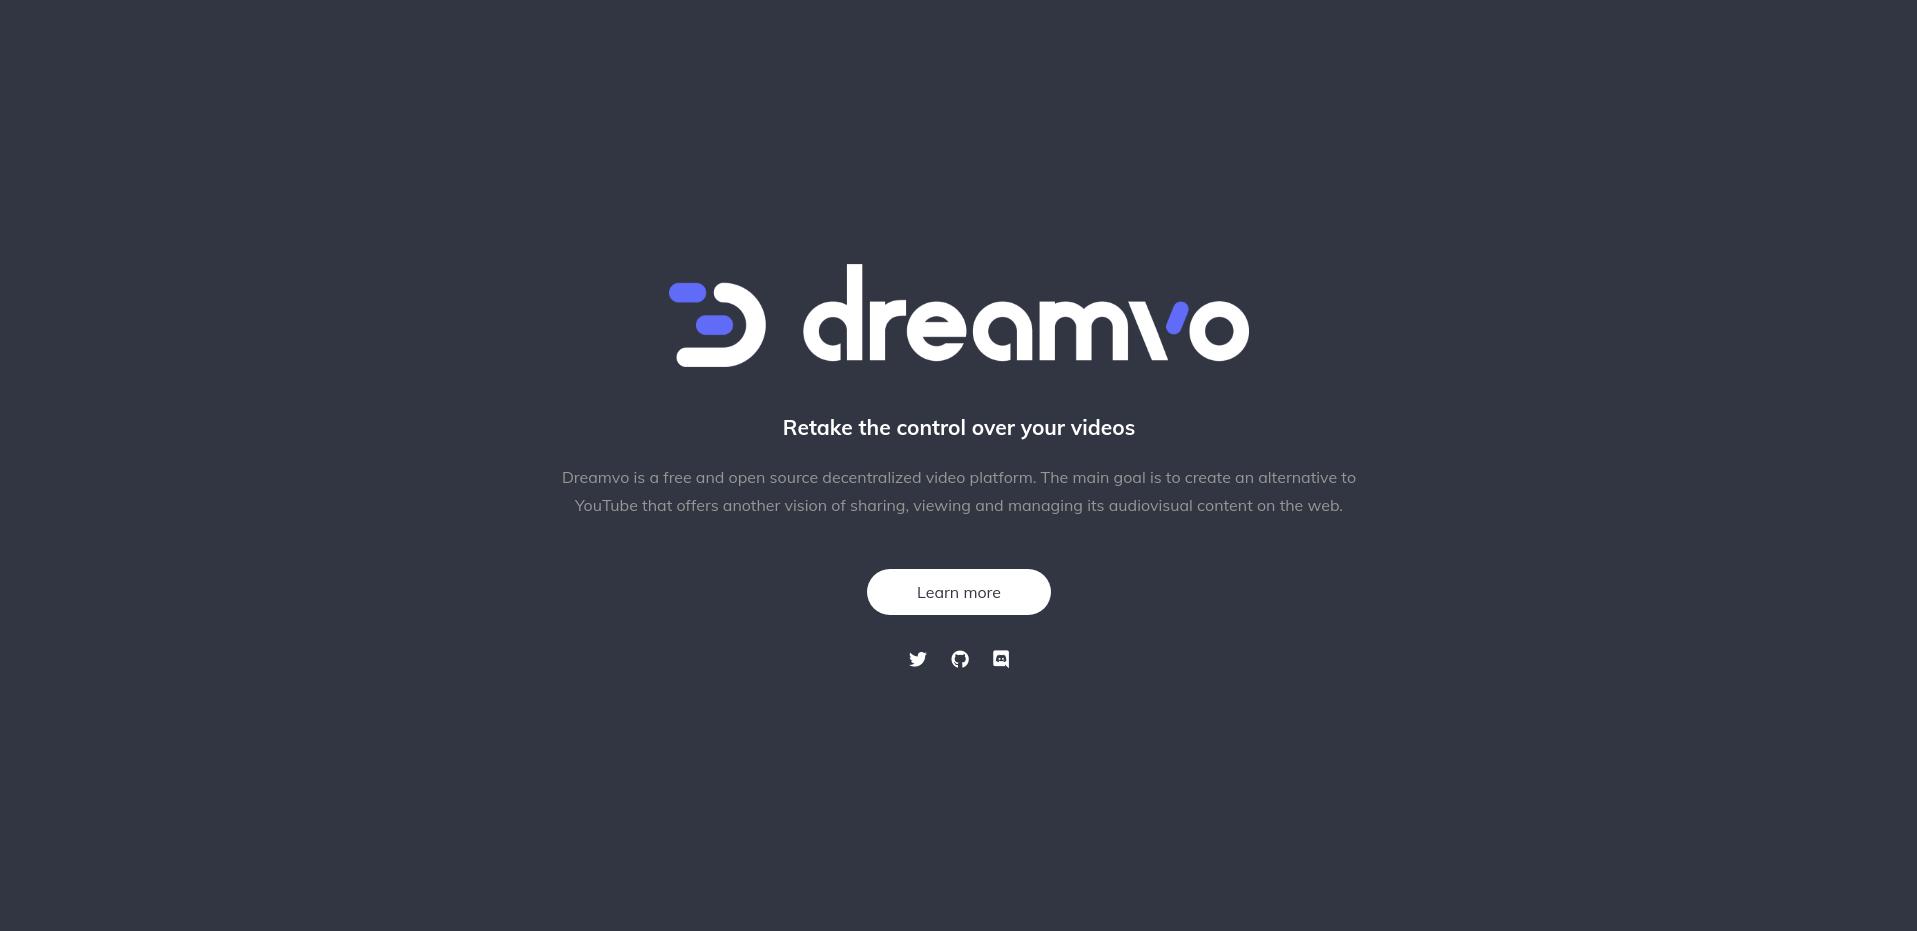 dreamvo
Retake the control over your videos
Dreamvo is a free and open source decentralized video platform. The main goal is to create an alternative to
YouTube that offers another vision of sharing, viewing and managing its audiovisual content on the web.
Learn more